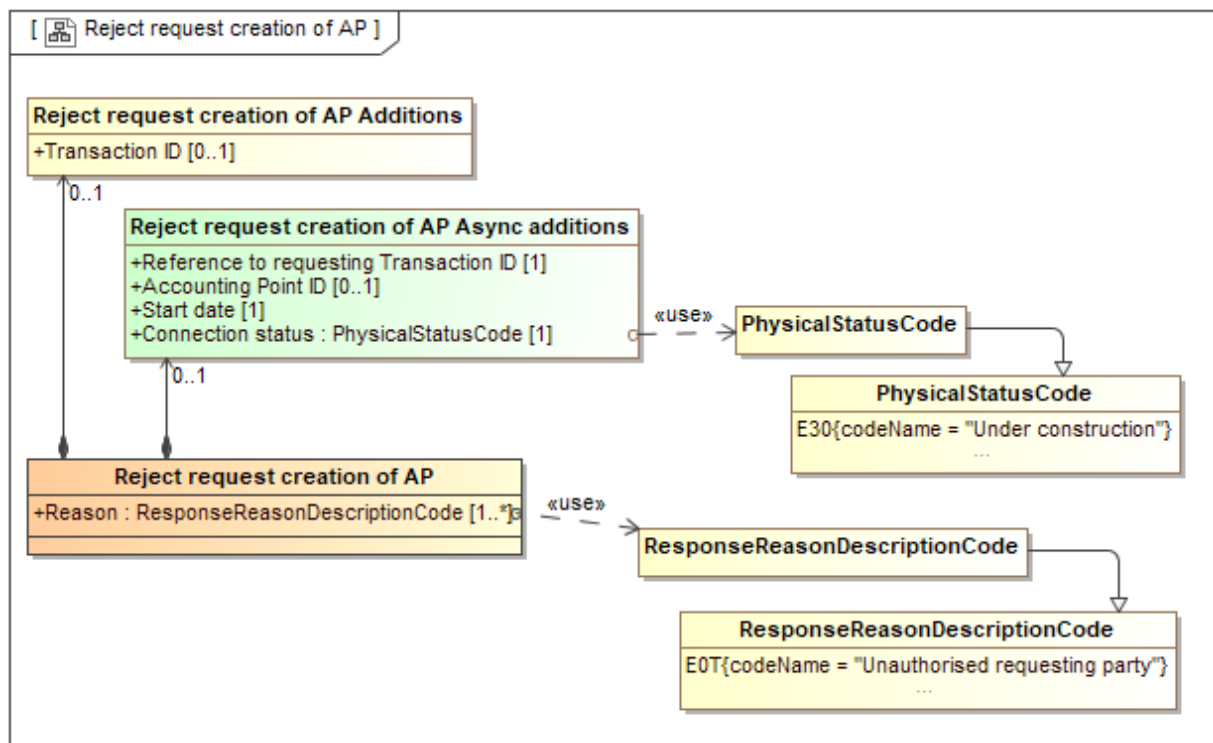 [ Reject request creation of AP ]
Reject request creation of AP Additions
+Transaction ID [0..1]
0..1
Reject request creation of AP Async additions
+Reference to requesting Transaction ID [1]
+Accounting Point ID [0..1]
+Start date [1]
+Connection status : PhysicalStatusCode [1]
«use»
PhysicalStatusCode
0..1
PhysicalStatusCode
E30{codeName = "Under construction"}
...
Reject request creation of AP
+Reason : ResponseReasonDescriptionCode [1..*]
«use»
ResponseReasonDescriptionCode
ResponseReasonDescriptionCode
E0T{codeName = "Unauthorised requesting party"}
...